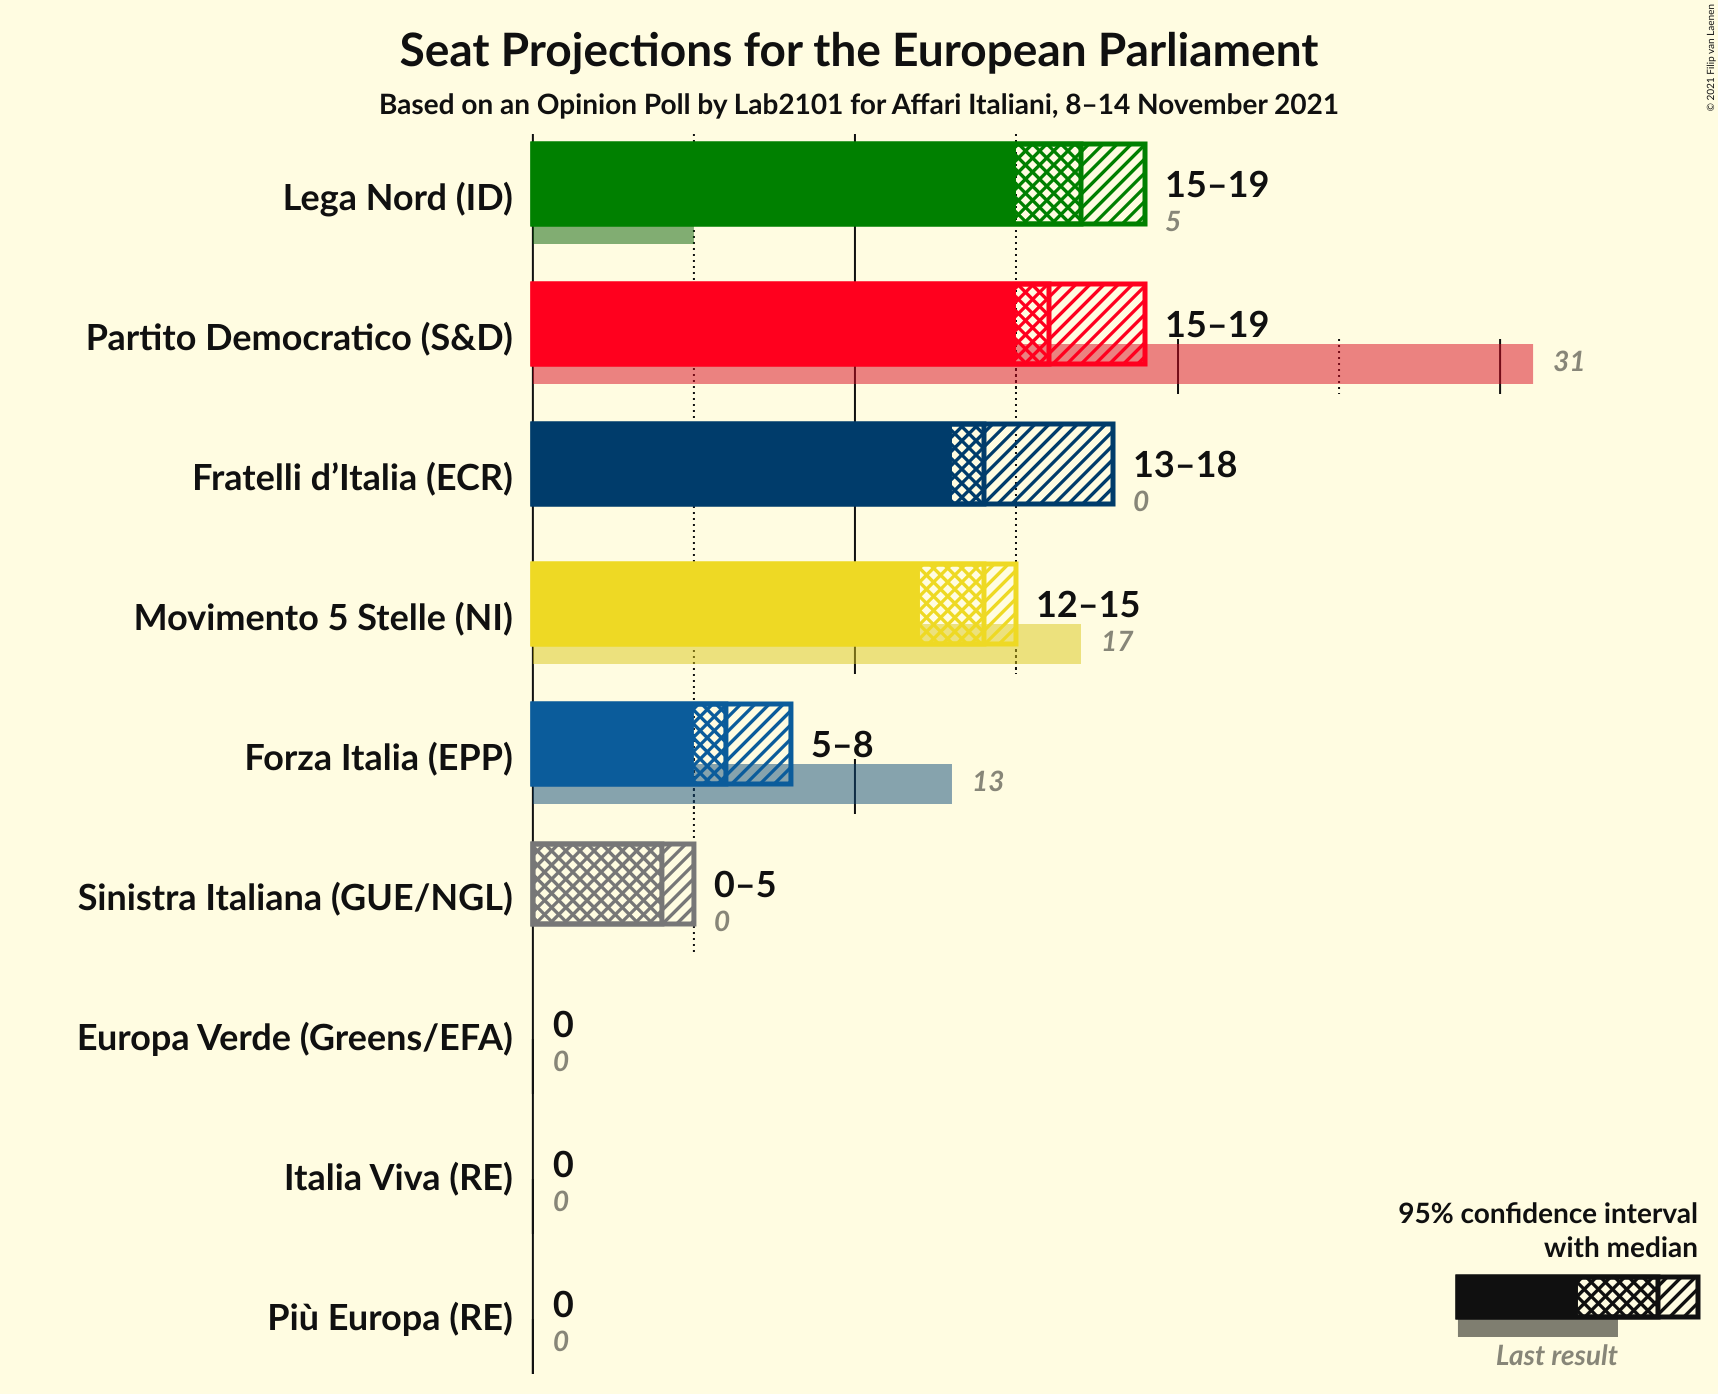 Seat Projections for the European Parliament
Based on an Opinion Poll by Lab2101 for Affari Italiani, 8–14 November 2021
© 2021 Filip van Laenen
Lega Nord (ID)
15–19
5
Partito Democratico (S&D)
15–19
31
Fratelli d’Italia (ECR)
13–18
0
Movimento 5 Stelle (NI)
12–15
17
Forza Italia (EPP)
5–8
13
Sinistra Italiana (GUE/NGL)
0–5
0
Europa Verde (Greens/EFA)
0
0
Italia Viva (RE)
0
0
Più Europa (RE)
0
0
95% confidence interval
with median
Last result